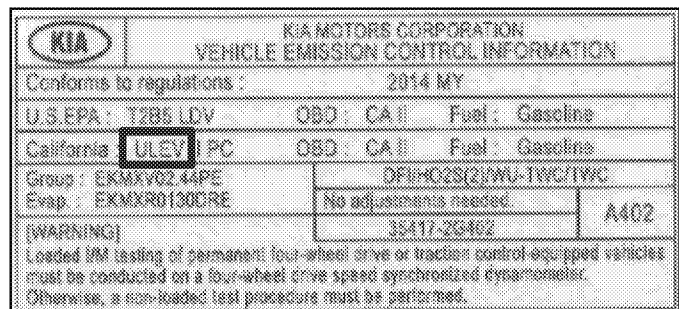 KIA
KIA MOTORS CORPORATION
VEHICLE EMISSION CONTROL INFORMATION
Conforms to regulations : 2014 MY
U.S.EPA : T2B5 LDV OBD : CA II Fuel : Gasoline
California : ULEV II PC OBD : CA II Fuel : Gasoline
Group : EKMXV02.44PE DFI/HO2S(2)/WU-TWC/TWC
Evap. : EKMXR0130DRE No adjustments needed.
35417-2G402 A402
[WARNING]
Loaded I/M testing of permanent four-wheel drive or traction control equipped vehicles
must be conducted on a four-wheel drive speed synchronized dynamometer.
Otherwise, a non-loaded test procedure must be performed.